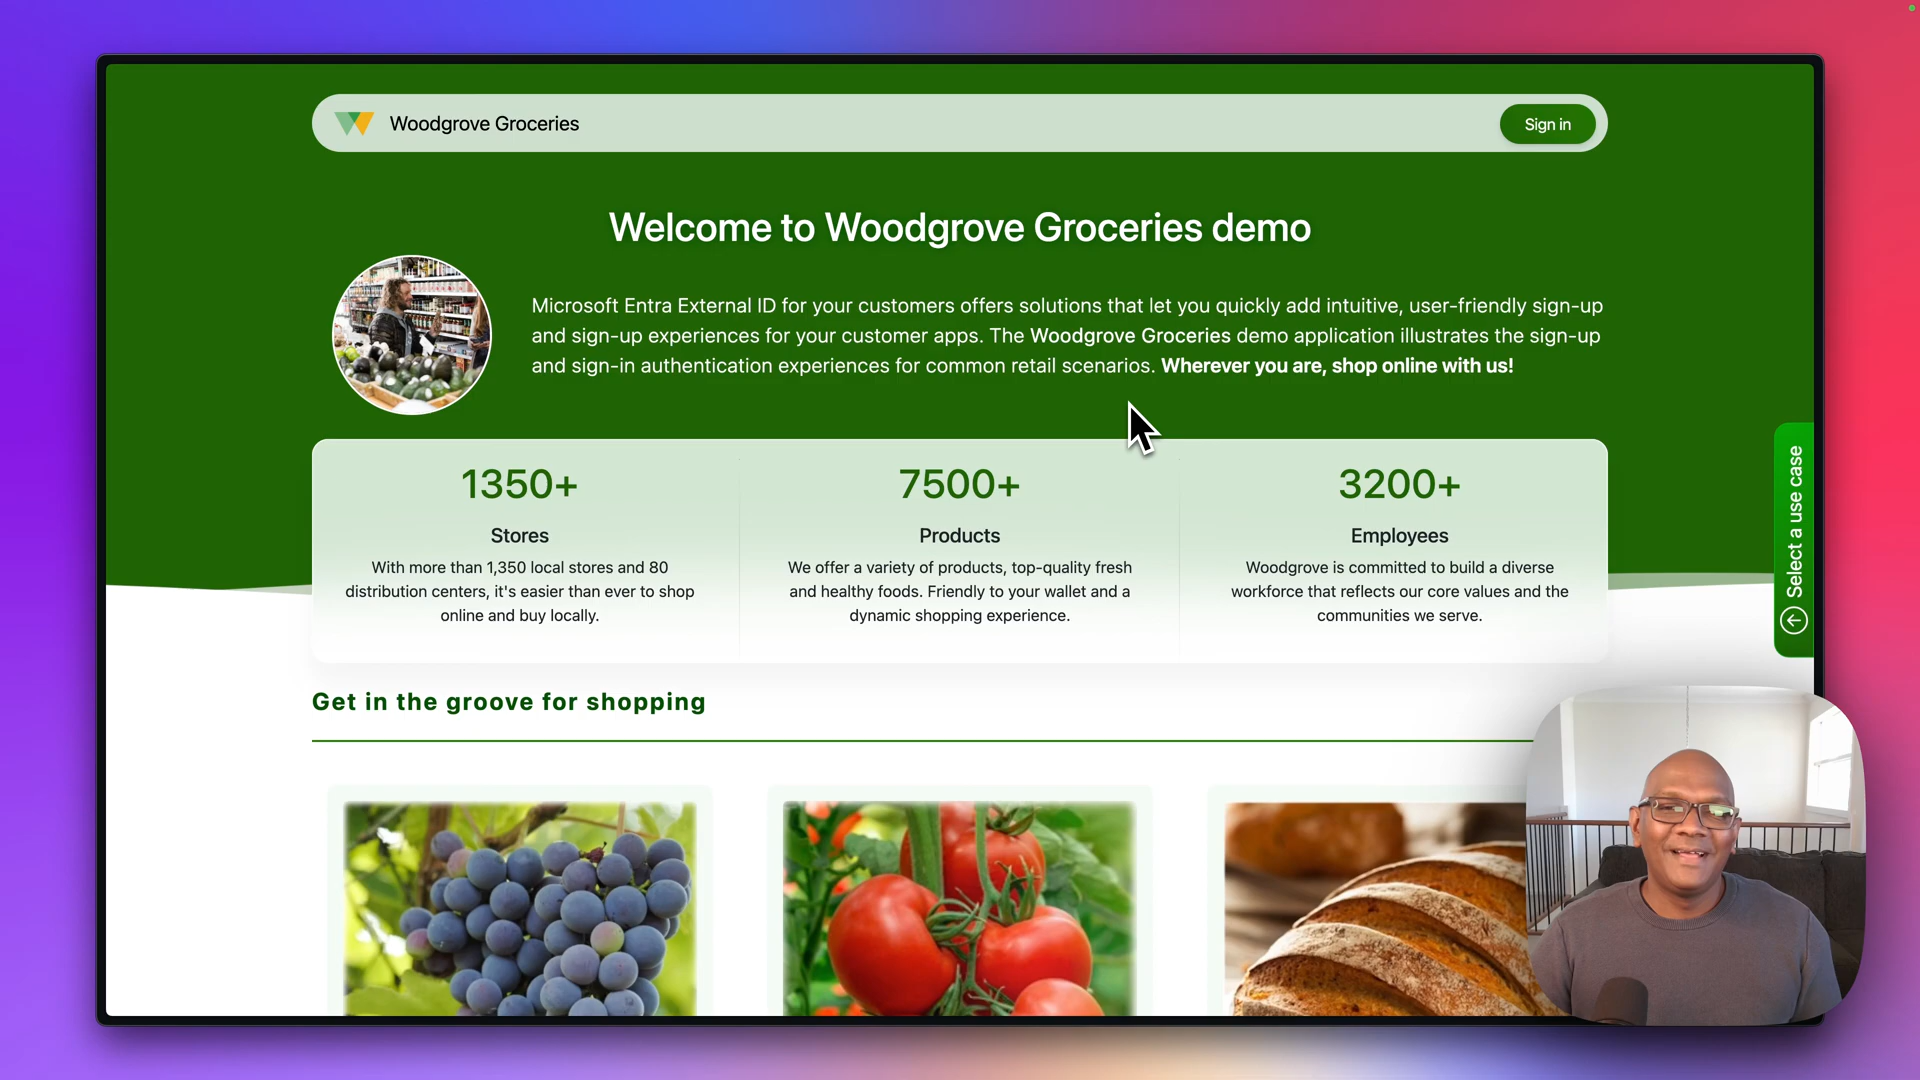 Woodgrove Groceries
Sign in
Welcome to Woodgrove Groceries demo
Microsoft Entra External ID for your customers offers solutions that let you quickly add intuitive, user-friendly sign-up
and sign-up experiences for your customer apps. The Woodgrove Groceries demo application illustrates the sign-up
and sign-in authentication experiences for common retail scenarios. Wherever you are, shop online with us!
1350+
Stores
With more than 1,350 local stores and 80
distribution centers, it's easier than ever to shop
online and buy locally.
7500+
Products
We offer a variety of products, top-quality fresh
and healthy foods. Friendly to your wallet and a
dynamic shopping experience.
3200+
Employees
Woodgrove is committed to build a diverse
workforce that reflects our core values and the
communities we serve.
Select a use case
Get in the groove for shopping